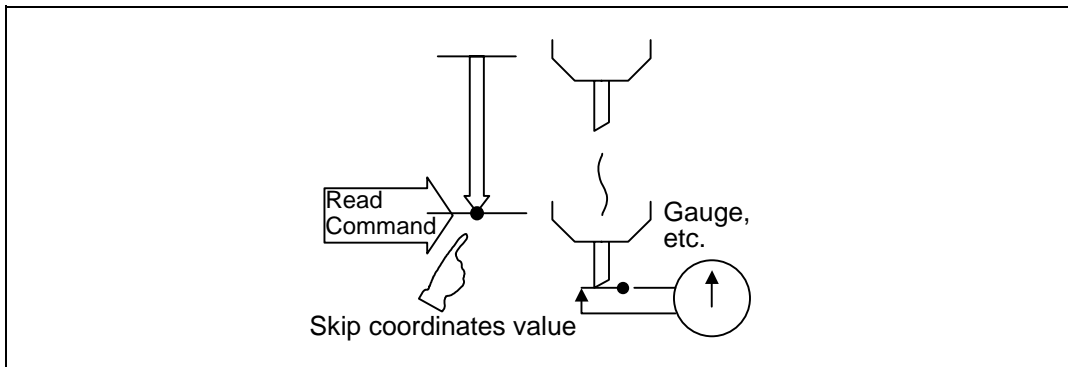 Read
Command
Gauge,
etc.
Skip coordinates value